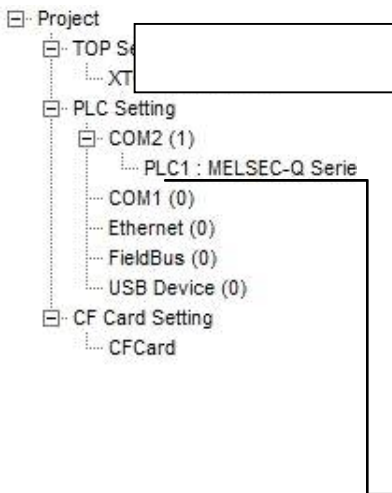 Project
TOP
XT
PLC Setting
COM2 (1)
PLC1 : MELSEC-Q Serie
COM1 (0)
Ethernet (0)
FieldBus (0)
USB Device (0)
CF Card Setting
CFCard